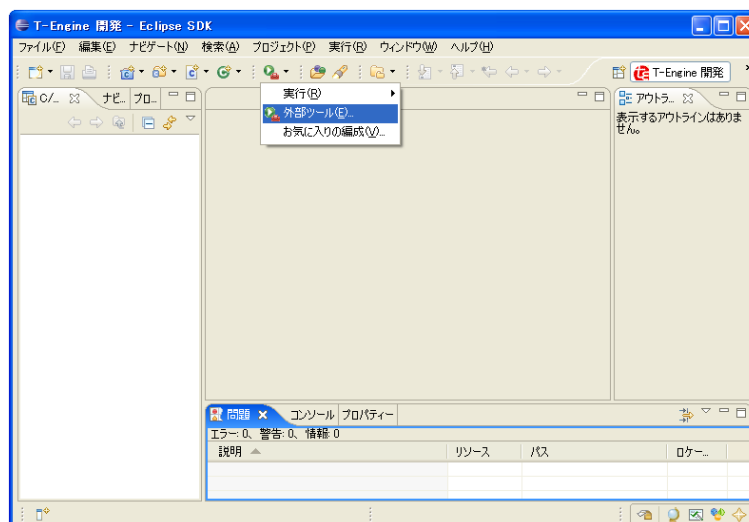 T-Engine 開発 - Eclipse SDK
ファイル(F) 編集(E) ナビゲート(N) 検索(A) プロジェクト(P) 実行(R) ウィンドウ(W) ヘルプ(H)
T-Engine 開発
C/... ナビ... プロ... アウトラ...
実行(R)
外部ツール(E)...
お気に入りの編成(V)...
表示するアウトラインはありません。
問題 コンソール プロパティー
エラー: 0、警告: 0、情報: 0
説明 リソース パス ロケー...